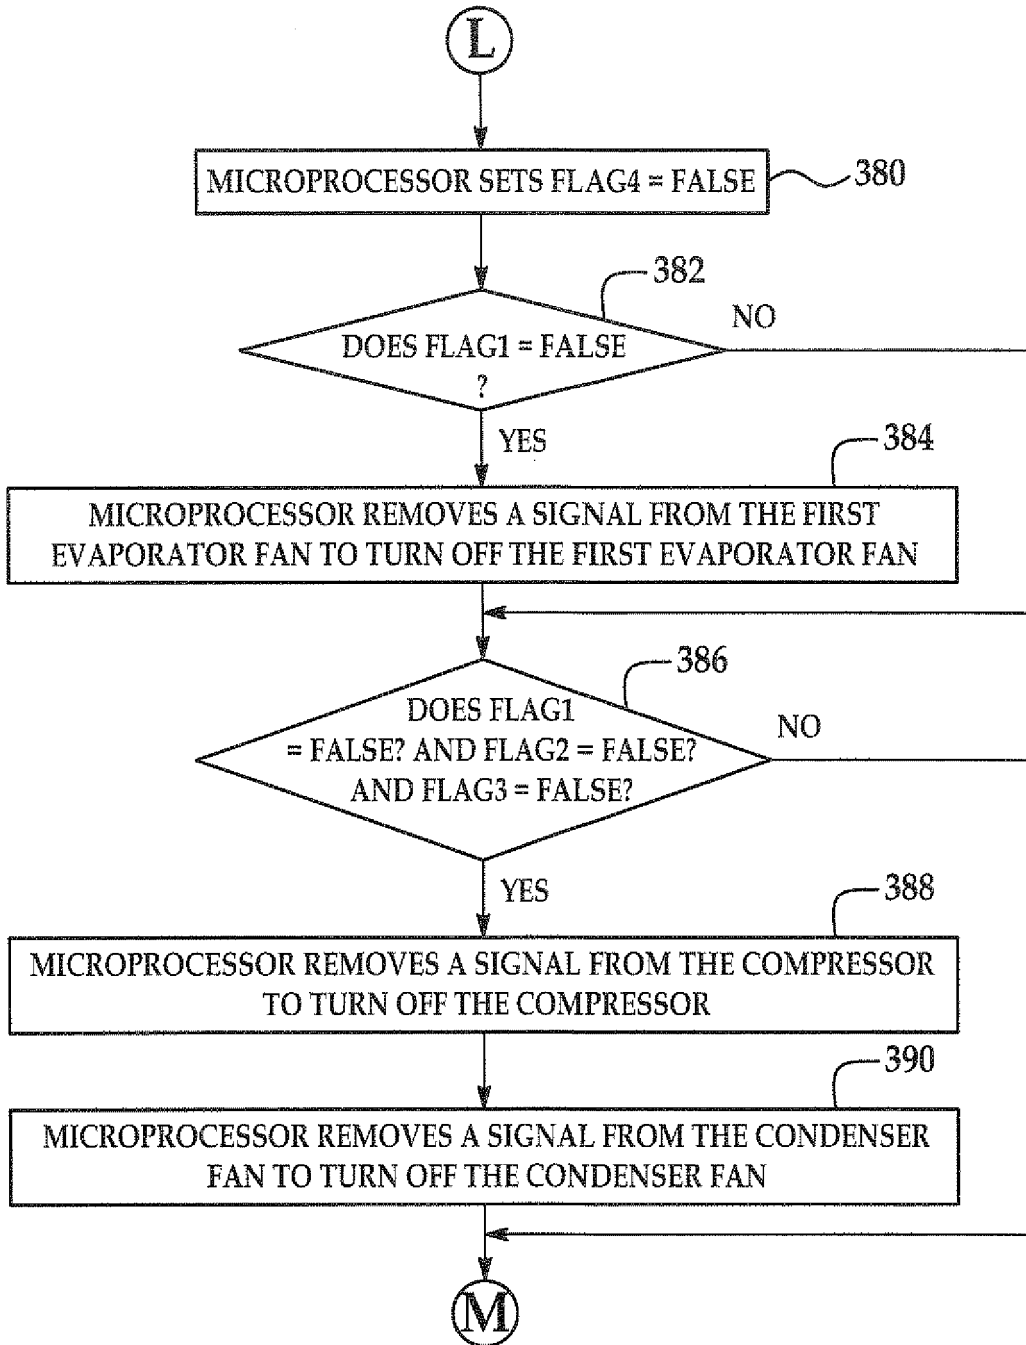 L
MICROPROCESSOR SETS FLAG4 = FALSE
380
382
DOES FLAG1 = FALSE
?
NO
YES
384
MICROPROCESSOR REMOVES A SIGNAL FROM THE FIRST
EVAPORATOR FAN TO TURN OFF THE FIRST EVAPORATOR FAN
386
DOES FLAG1
= FALSE? AND FLAG2 = FALSE?
AND FLAG3 = FALSE?
NO
YES
388
MICROPROCESSOR REMOVES A SIGNAL FROM THE COMPRESSOR
TO TURN OFF THE COMPRESSOR
390
MICROPROCESSOR REMOVES A SIGNAL FROM THE CONDENSER
FAN TO TURN OFF THE CONDENSER FAN
M